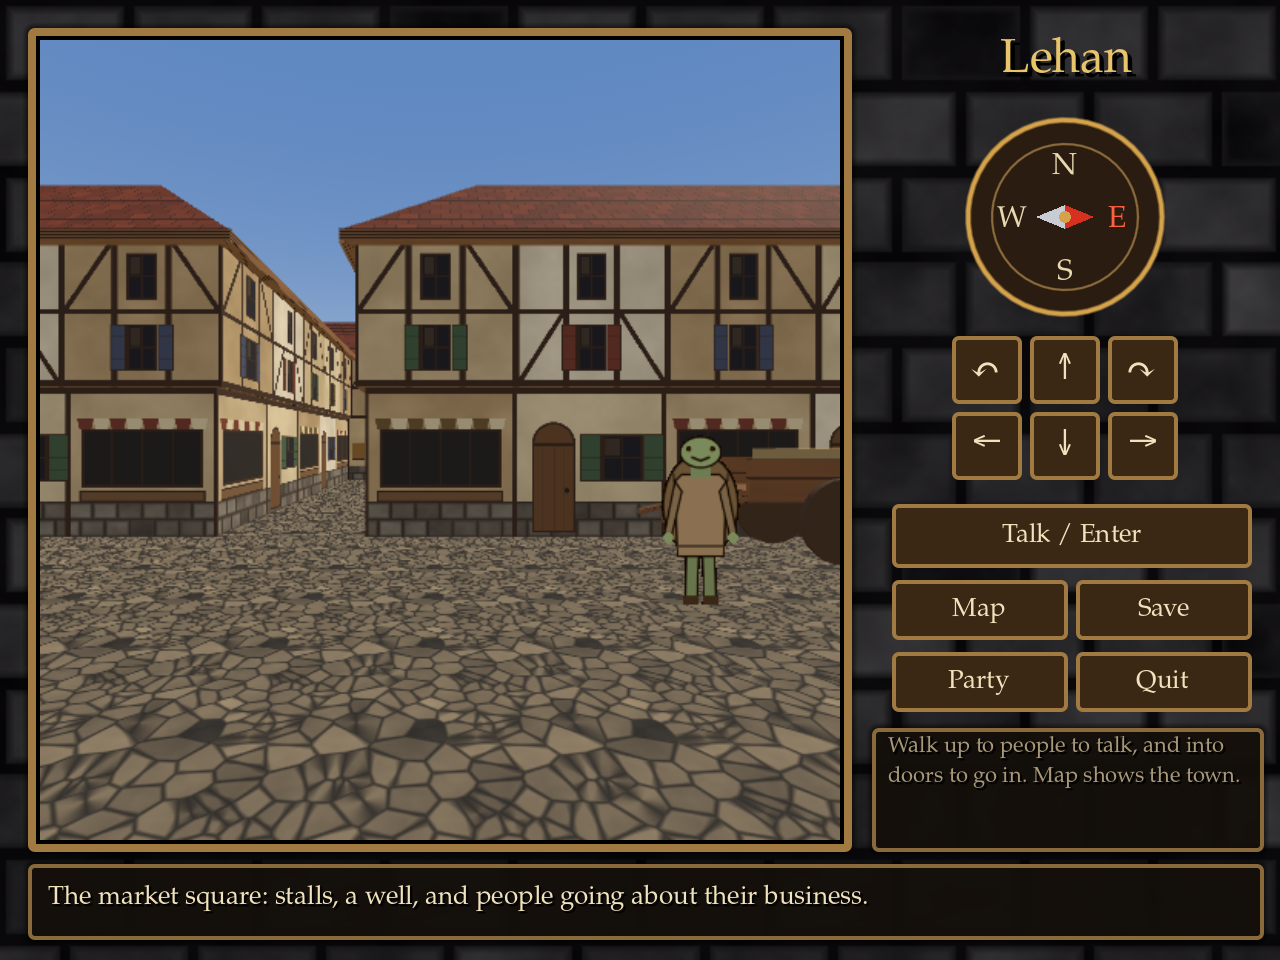 Lehan
N
W E
S
↶ ↑ ↷
← ↓ →
Talk / Enter
Map Save
Party Quit
Walk up to people to talk, and into
doors to go in. Map shows the town.
The market square: stalls, a well, and people going about their business.